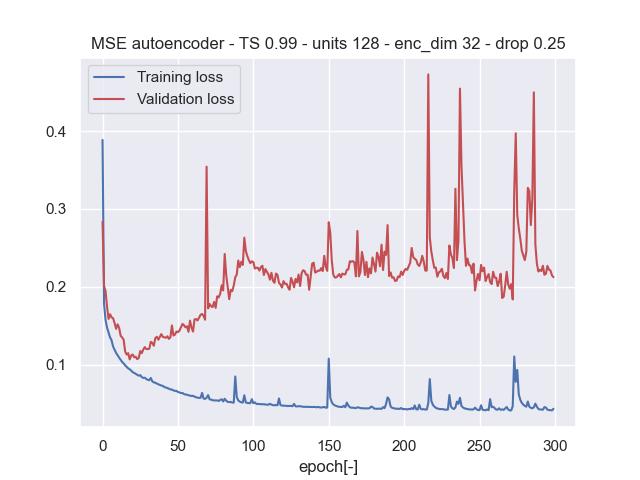 MSE autoencoder - TS 0.99 - units 128 - enc_dim 32 - drop 0.25
Training loss
Validation loss
0.4
0.3
0.2
0.1
0 50 100 150 200 250 300
epoch[-]